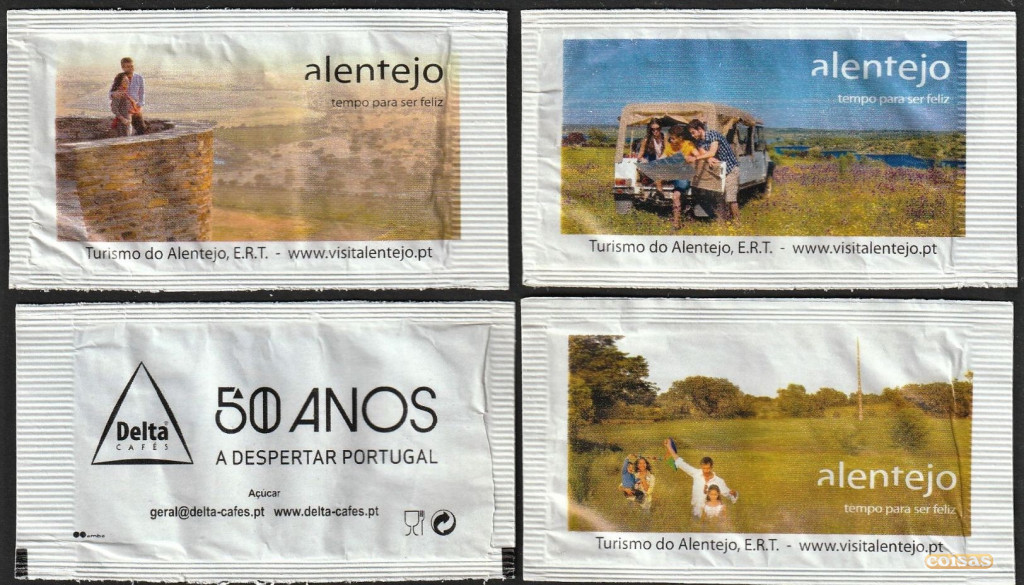 alentejo
tempo para ser feliz
Turismo do Alentejo, E.R.T. - www.visitalentejo.pt
alentejo
tempo para ser feliz
Turismo do Alentejo, E.R.T. - www.visitalentejo.pt
Delta®
CAFÉS
50 ANOS
A DESPERTAR PORTUGAL
Açúcar
geral@delta-cafes.pt www.delta-cafes.pt
amba
alentejo
tempo para ser feliz
Turismo do Alentejo, E.R.T. - www.visitalentejo.pt
coisas